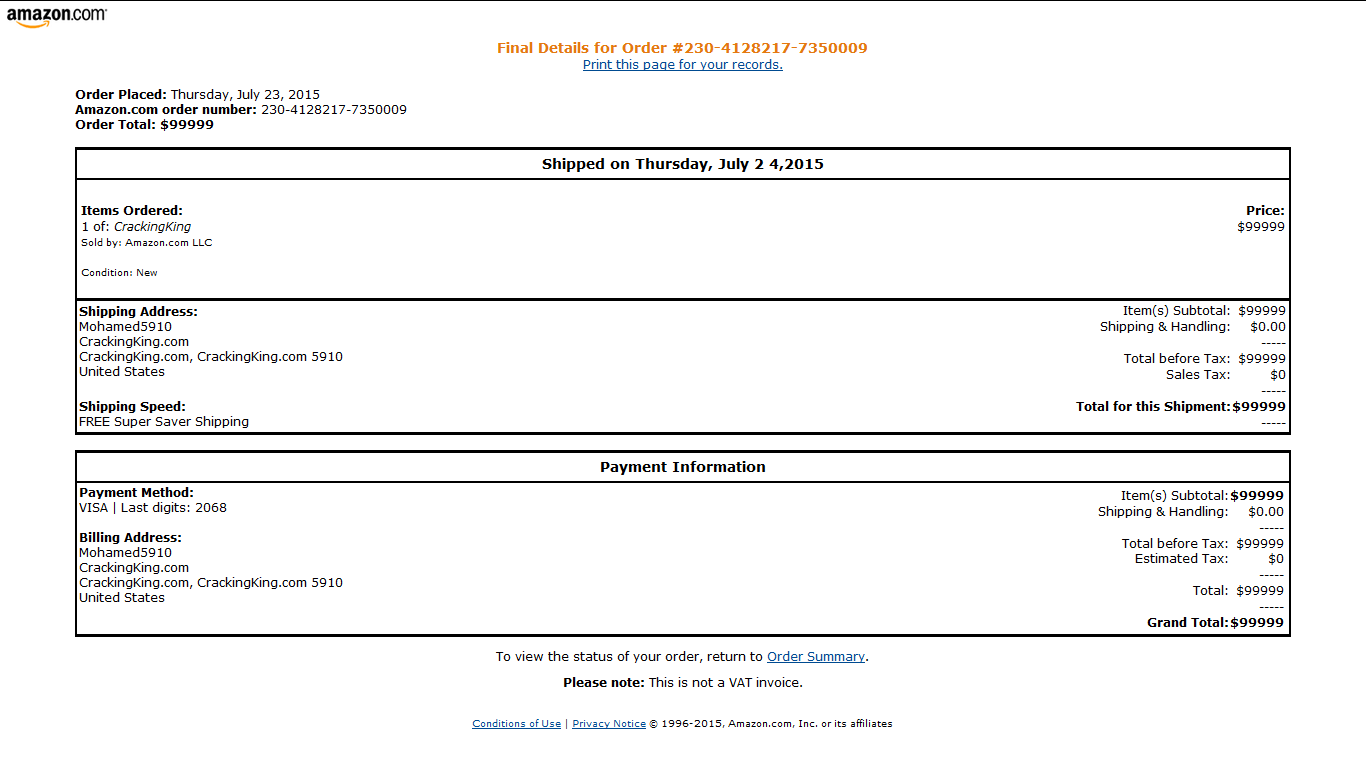 amazon.com
Final Details for Order #230-4128217-7350009
Print this page for your records.
Order Placed: Thursday, July 23, 2015
Amazon.com order number: 230-4128217-7350009
Order Total: $99999
Shipped on Thursday, July 2 4,2015
Items Ordered: Price:
1 of: CrackingKing $99999
Sold by: Amazon.com LLC
Condition: New
Shipping Address:
Mohamed5910
CrackingKing.com
CrackingKing.com, CrackingKing.com 5910
United States
Shipping Speed:
FREE Super Saver Shipping
Item(s) Subtotal: $99999
Shipping & Handling: $0.00
-----
Total before Tax: $99999
Sales Tax: $0
-----
Total for this Shipment: $99999
-----
Payment Information
Payment Method:
VISA | Last digits: 2068
Billing Address:
Mohamed5910
CrackingKing.com
CrackingKing.com, CrackingKing.com 5910
United States
Item(s) Subtotal: $99999
Shipping & Handling: $0.00
-----
Total before Tax: $99999
Estimated Tax: $0
-----
Total: $99999
-----
Grand Total: $99999
To view the status of your order, return to Order Summary.
Please note: This is not a VAT invoice.
Conditions of Use | Privacy Notice © 1996-2015, Amazon.com, Inc. or its affiliates